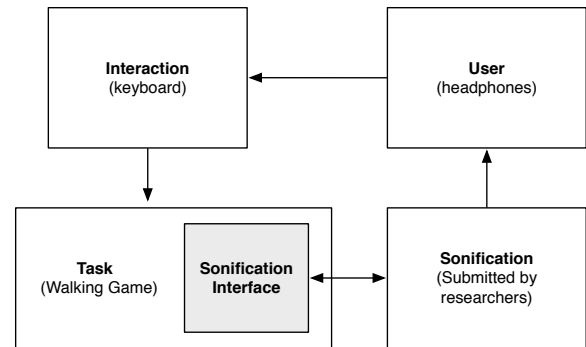 Interaction
(keyboard)
User
(headphones)
Task
(Walking Game)
Sonification
Interface
Sonification
(Submitted by
researchers)